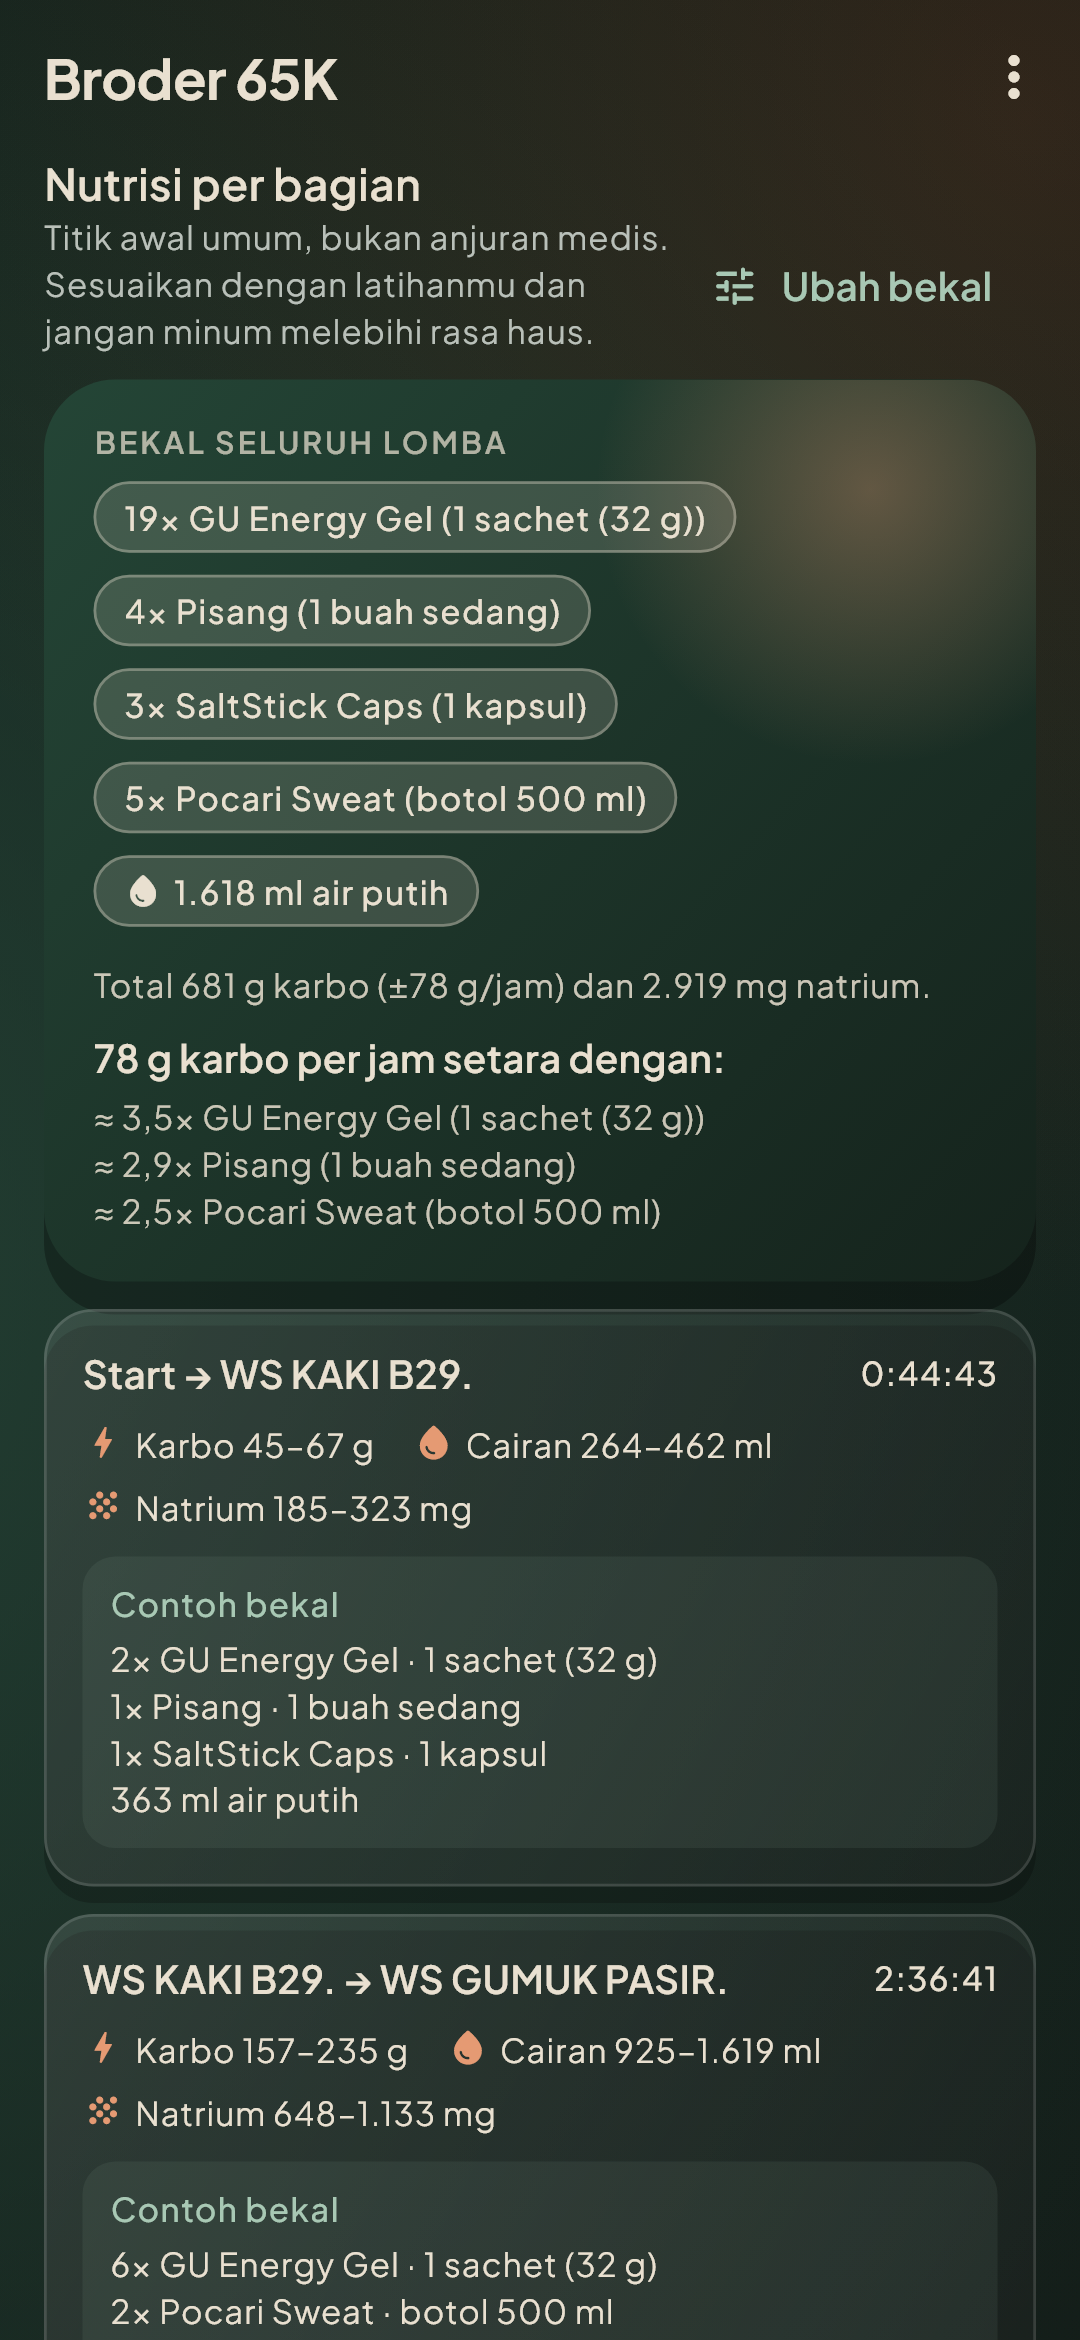 Broder 65K
Nutrisi per bagian
Titik awal umum, bukan anjuran medis.
Sesuaikan dengan latihanmu dan
jangan minum melebihi rasa haus.
Ubah bekal
BEKAL SELURUH LOMBA
19× GU Energy Gel (1 sachet (32 g))
4× Pisang (1 buah sedang)
3× SaltStick Caps (1 kapsul)
5× Pocari Sweat (botol 500 ml)
1.618 ml air putih
Total 681 g karbo (±78 g/jam) dan 2.919 mg natrium.
78 g karbo per jam setara dengan:
≈ 3,5× GU Energy Gel (1 sachet (32 g))
≈ 2,9× Pisang (1 buah sedang)
≈ 2,5× Pocari Sweat (botol 500 ml)
Start → WS KAKI B29.
0:44:43
Karbo 45–67 g
Cairan 264–462 ml
Natrium 185–323 mg
Contoh bekal
2× GU Energy Gel · 1 sachet (32 g)
1× Pisang · 1 buah sedang
1× SaltStick Caps · 1 kapsul
363 ml air putih
WS KAKI B29. → WS GUMUK PASIR.
2:36:41
Karbo 157–235 g
Cairan 925–1.619 ml
Natrium 648–1.133 mg
Contoh bekal
6× GU Energy Gel · 1 sachet (32 g)
2× Pocari Sweat · botol 500 ml